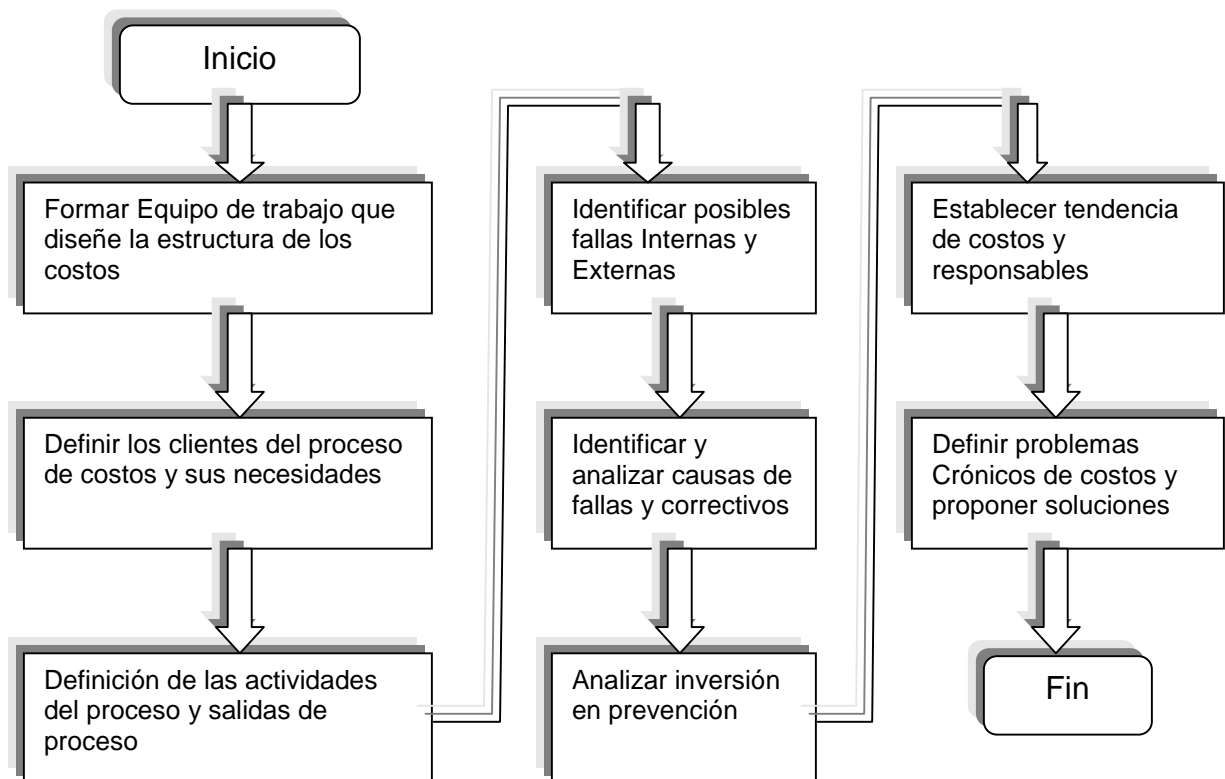 Inicio
Formar Equipo de trabajo que
diseñe la estructura de los
costos
Definir los clientes del proceso
de costos y sus necesidades
Definición de las actividades
del proceso y salidas de
proceso
Identificar posibles
fallas Internas y
Externas
Identificar y
analizar causas de
fallas y correctivos
Analizar inversión
en prevención
Establecer tendencia
de costos y
responsables
Definir problemas
Crónicos de costos y
proponer soluciones
Fin